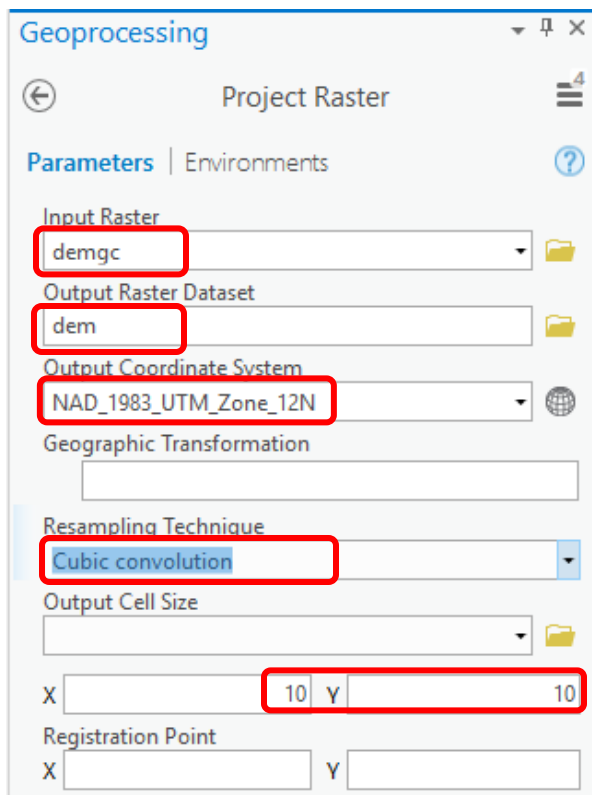 Geoprocessing
Project Raster 4
Parameters | Environments ?
Input Raster
demgc
Output Raster Dataset
dem
Output Coordinate System
NAD_1983_UTM_Zone_12N
Geographic Transformation
Resampling Technique
Cubic convolution
Output Cell Size
X 10 Y 10
Registration Point
X Y